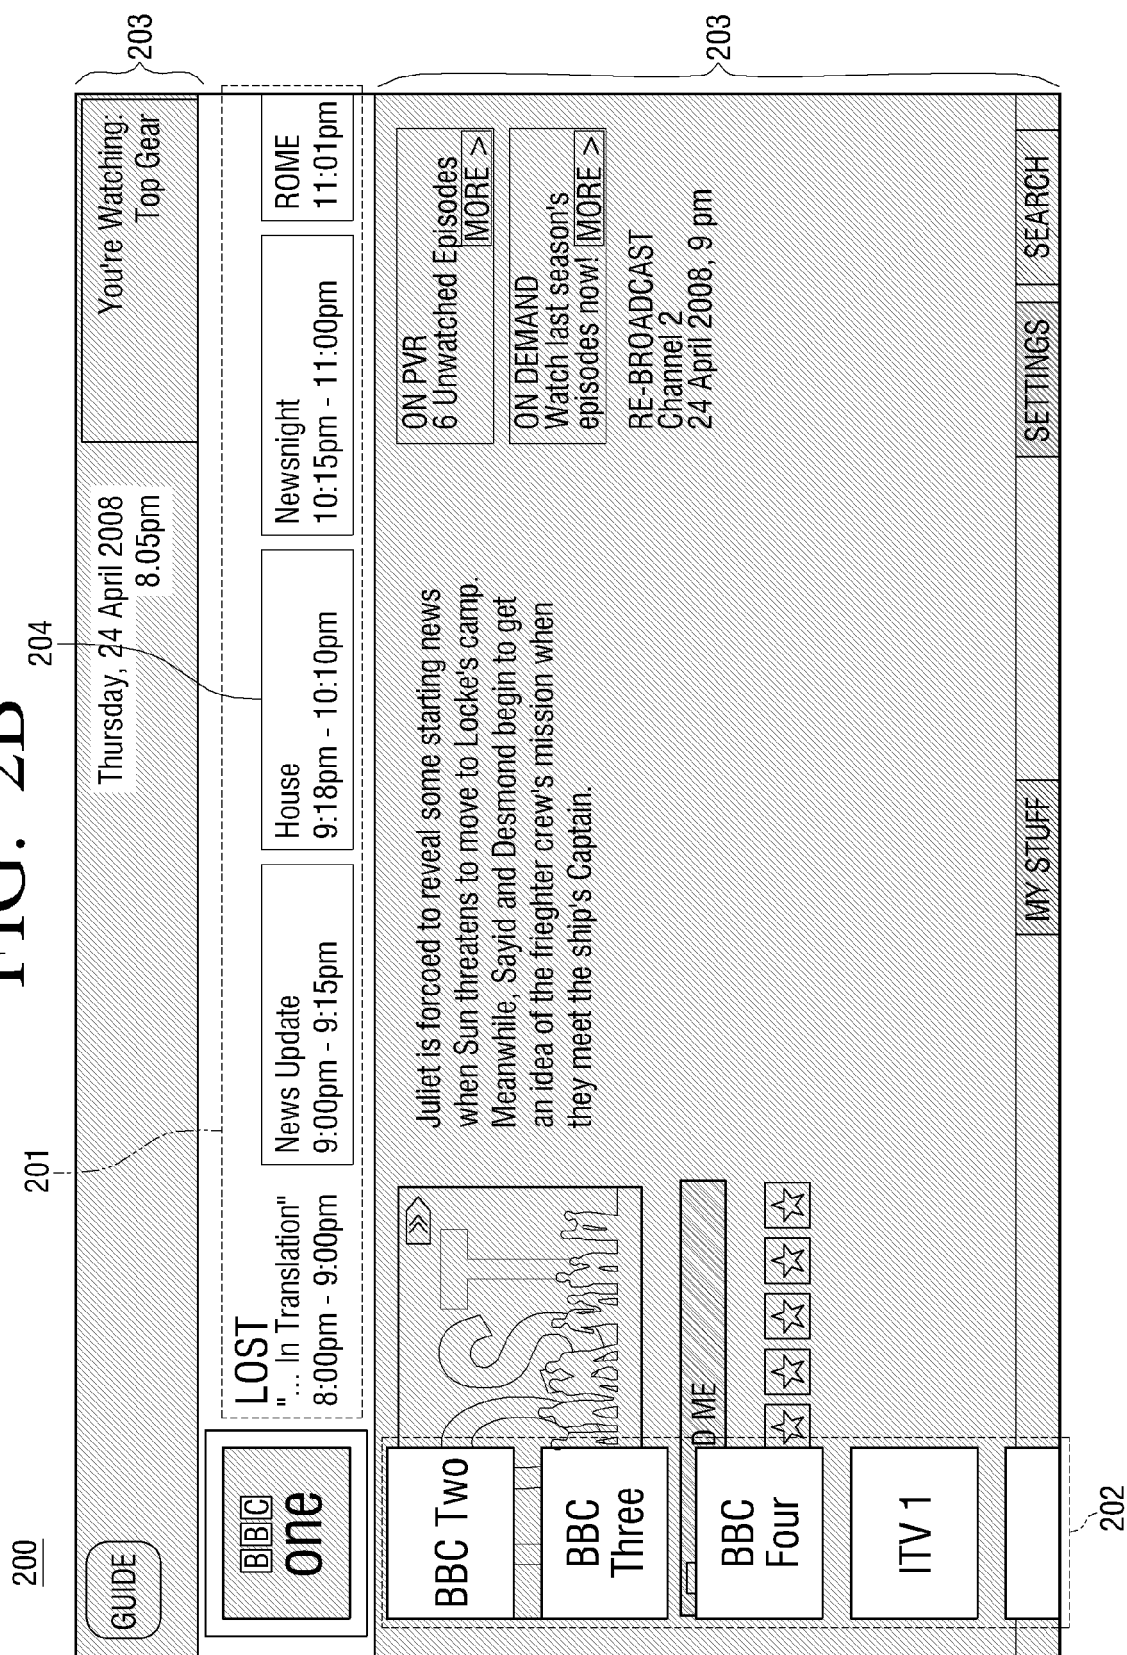 FIG. 2B
200
201
204
203
GUIDE
Thursday, 24 April 2008
8.05pm
You're Watching:
Top Gear
BBC
one
LOST
"... In Translation"
8:00pm - 9:00pm
News Update
9:00pm - 9:15pm
House
9:18pm - 10:10pm
Newsnight
10:15pm - 11:00pm
ROME
11:01pm
203
BBC Two
BBC
Three
BBC
Four
ITV 1
202
OST
D ME
Juliet is forcoed to reveal some starting news
when Sun threatens to move to Locke's camp.
Meanwhile, Sayid and Desmond begin to get
an idea of the frieghter crew's mission when
they meet the ship's Captain.
ON PVR
6 Unwatched Episodes
MORE >
ON DEMAND
Watch last season's
episodes now! MORE >
RE-BROADCAST
Channel 2
24 April 2008, 9 pm
MY STUFF
SETTINGS
SEARCH